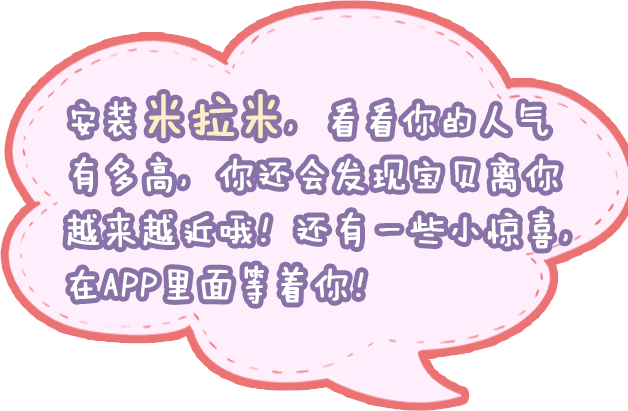 安装米拉米，看看你的人气
有多高，你还会发现宝贝离你
越来越近哦！还有一些小惊喜，
在APP里面等着你！